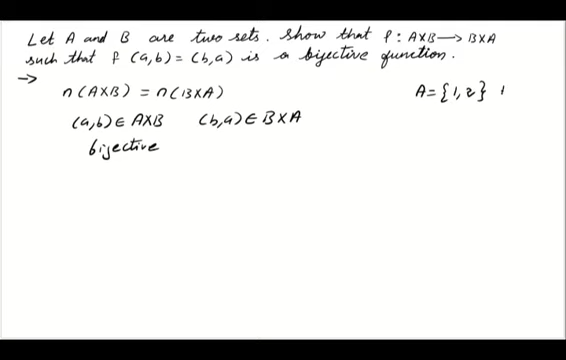 Let A and B are two sets. Show that f : A×B ⟶ B×A
such that f (a,b) = (b,a) is a bijective function.
→
n(A×B) = n(B×A)
A = {1, 2}
(a,b) ∈ A×B (b,a) ∈ B×A
bijective